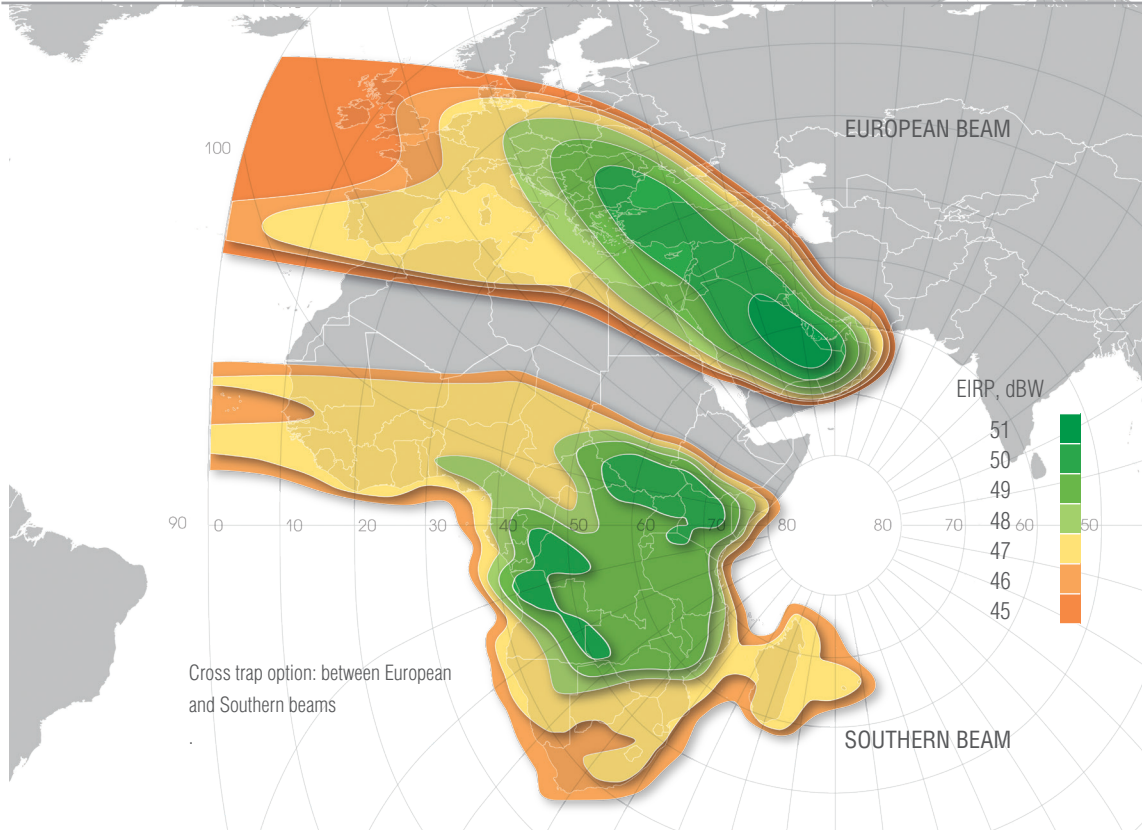 EUROPEAN BEAM
100
EIRP, dBW
51
50
49
48
47
46
45
90 0 10 20 30 40 50 60 70 80 80 70 60 50
Cross trap option: between European
and Southern beams
.
SOUTHERN BEAM